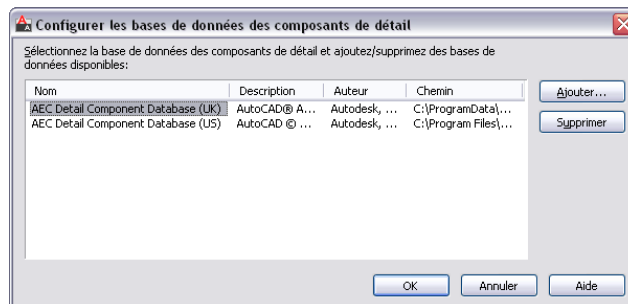 Configurer les bases de données des composants de détail
Sélectionnez la base de données des composants de détail et ajoutez/supprimez des bases de
données disponibles:
Nom Description Auteur Chemin
AEC Detail Component Database (UK) AutoCAD® A... Autodesk, ... C:\ProgramData\...
AEC Detail Component Database (US) AutoCAD © ... Autodesk, ... C:\Program Files\...
Ajouter...
Supprimer
OK Annuler Aide